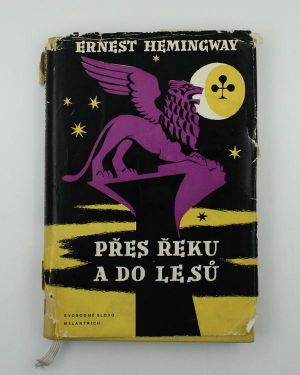 ERNEST HEMINGWAY
PŘES ŘEKU
A DO LESŮ
SVOBODNÉ SLOVO
MELANTRICH